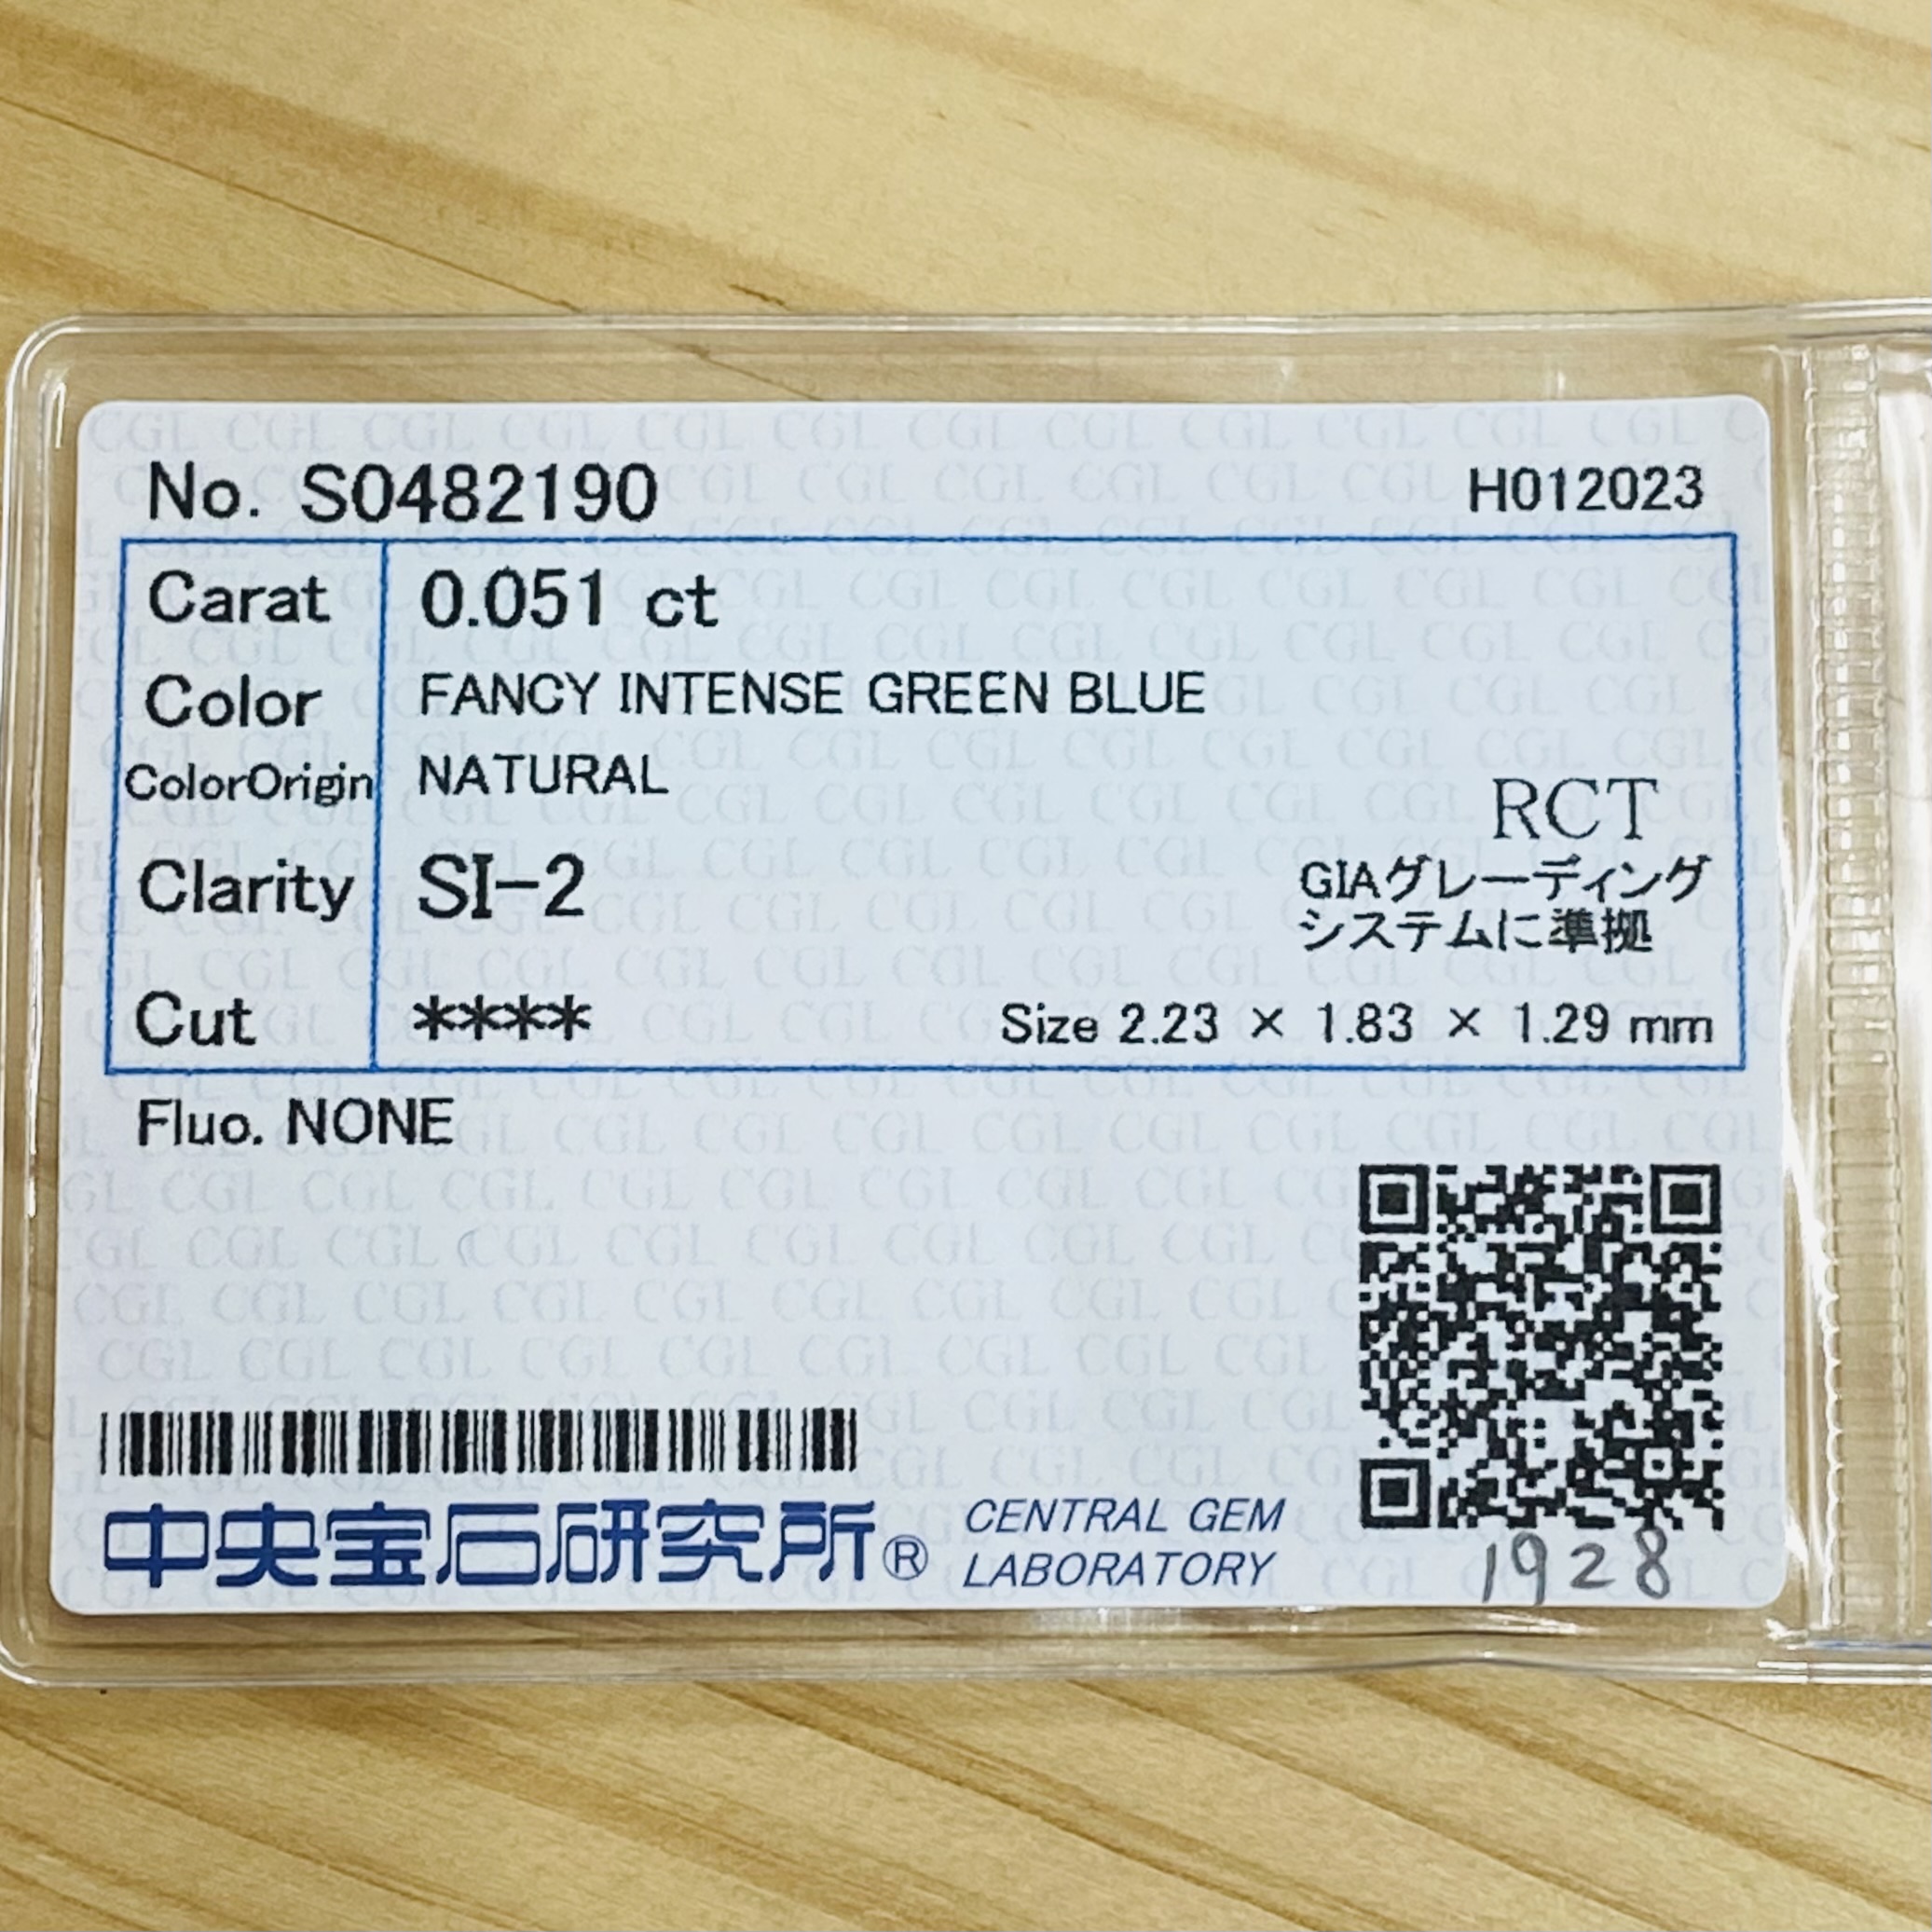 No. S0482190 H012023
Carat 0.051 ct
Color FANCY INTENSE GREEN BLUE
ColorOrigin NATURAL
RCT
Clarity SI-2
GIAグレーディング
システムに準拠
Cut **** Size 2.23 × 1.83 × 1.29 mm
Fluo. NONE
中央宝石研究所® CENTRAL GEM
LABORATORY
1928